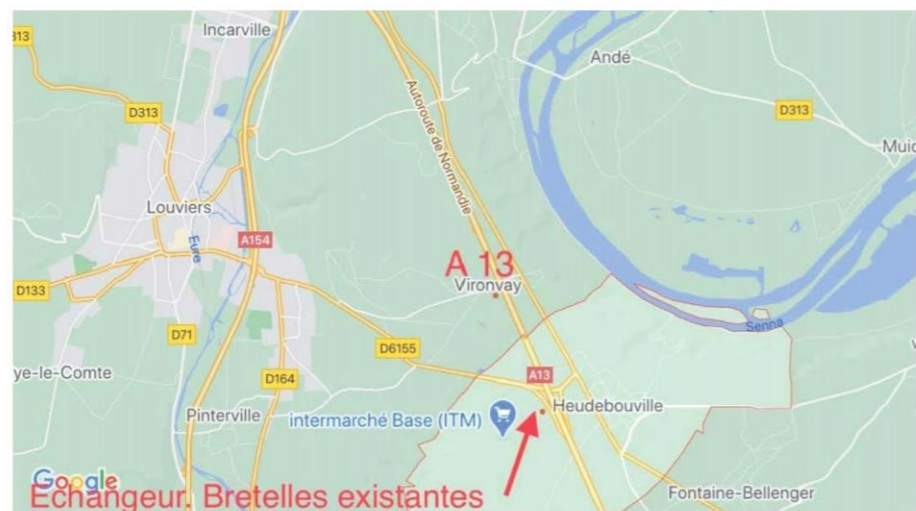 313
Incarville
Andé
D313
D313
Autoroute de Normandie
Muid
Louviers
Eure
A154
A 13
Vironvay
D133
Senna
D71
D6155
ye-le-Comte
D164
A13
Pinterville
intermarché Base (ITM)
Heudebouville
Google
Echangeur. Bretelles existantes
Fontaine-Bellenger